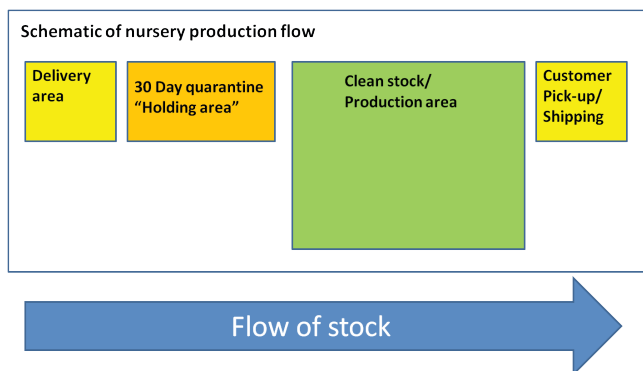 Schematic of nursery production flow
Delivery
area
30 Day quarantine
“Holding area”
Clean stock/
Production area
Customer
Pick-up/
Shipping
Flow of stock